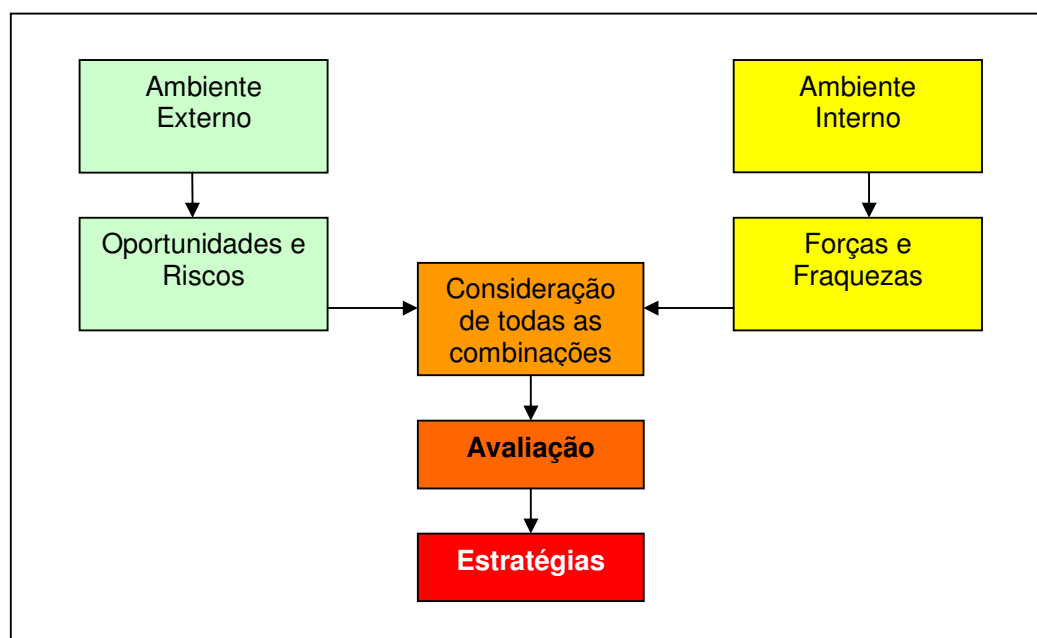 Ambiente
Externo
Ambiente
Interno
Oportunidades e
Riscos
Forças e
Fraquezas
Consideração
de todas as
combinações
Avaliação
Estratégias